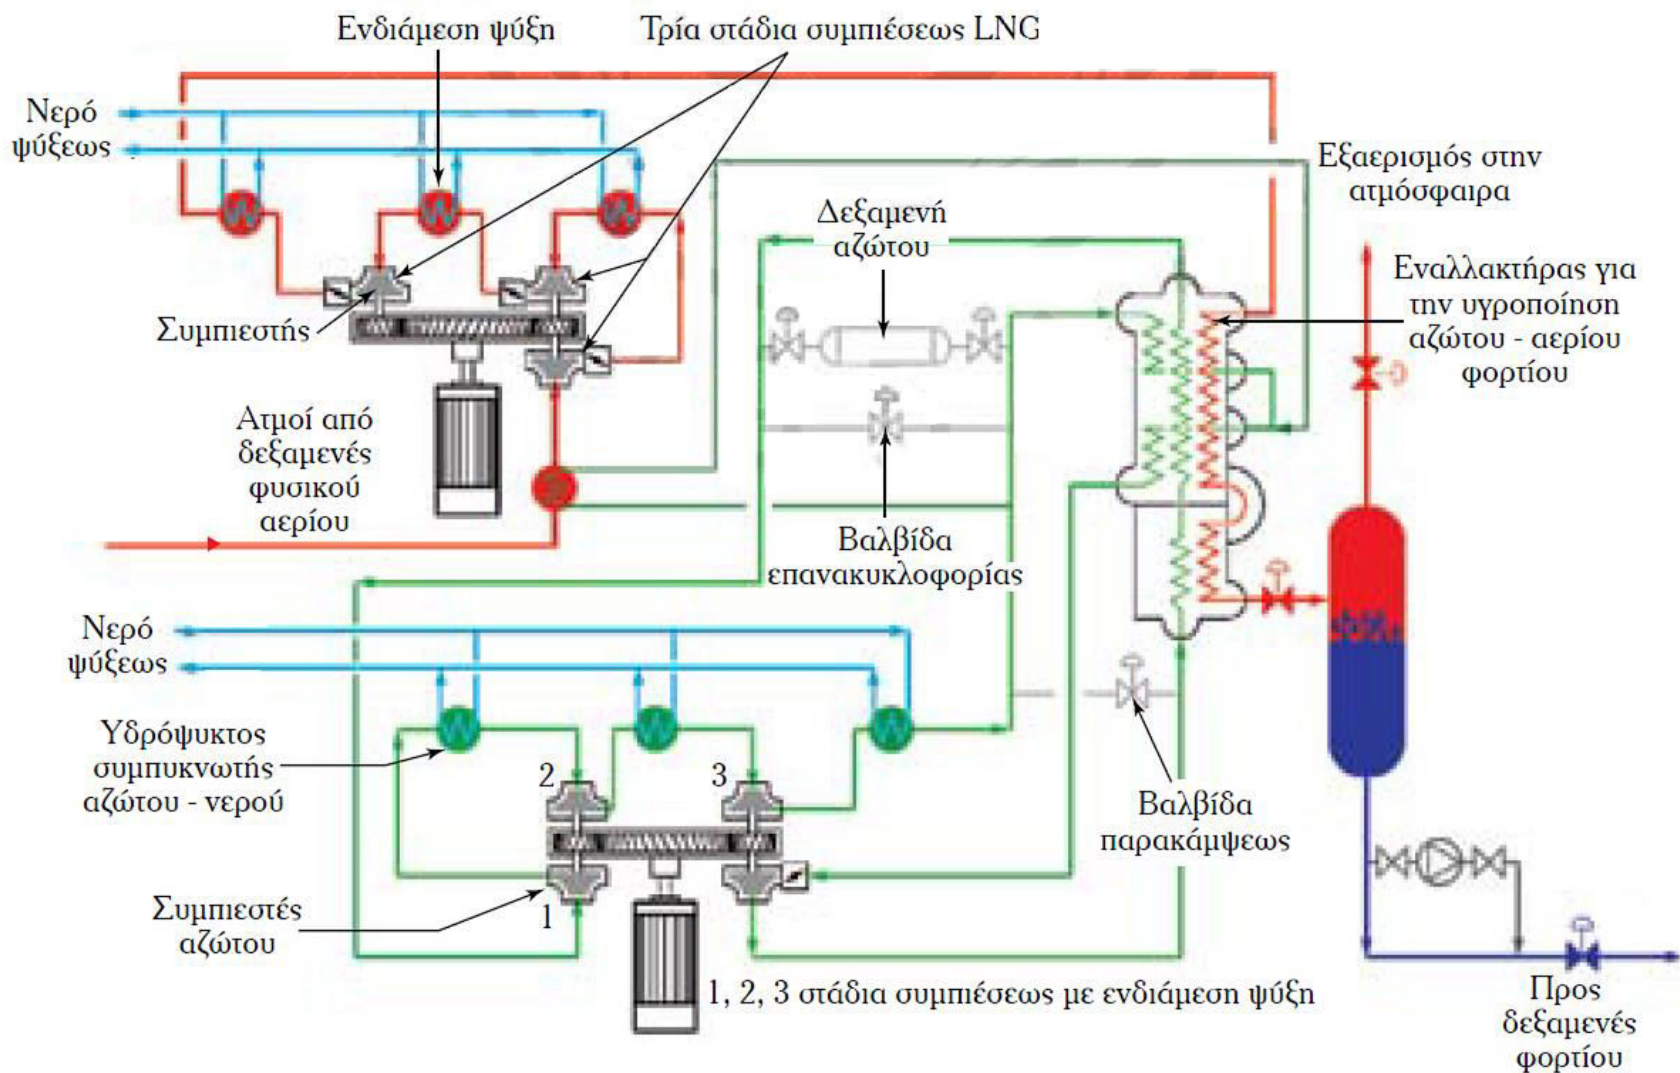 Ενδιάμεση ψύξη
Τρία στάδια συμπιέσεως LNG
Νερό
ψύξεως
Εξαερισμός στην
ατμόσφαιρα
Δεξαμενή
αζώτου
Εναλλακτήρας για
την υγροποίηση
αζώτου - αερίου
φορτίου
Συμπιεστής
Ατμοί από
δεξαμενές
φυσικού
αερίου
Βαλβίδα
επανακυκλοφορίας
Νερό
ψύξεως
Υδρόψυκτος
συμπυκνωτής
αζώτου - νερού
2
3
Βαλβίδα
παρακάμψεως
Συμπιεστές
αζώτου
1
1, 2, 3 στάδια συμπιέσεως με ενδιάμεση ψύξη
Προς
δεξαμενές
φορτίου